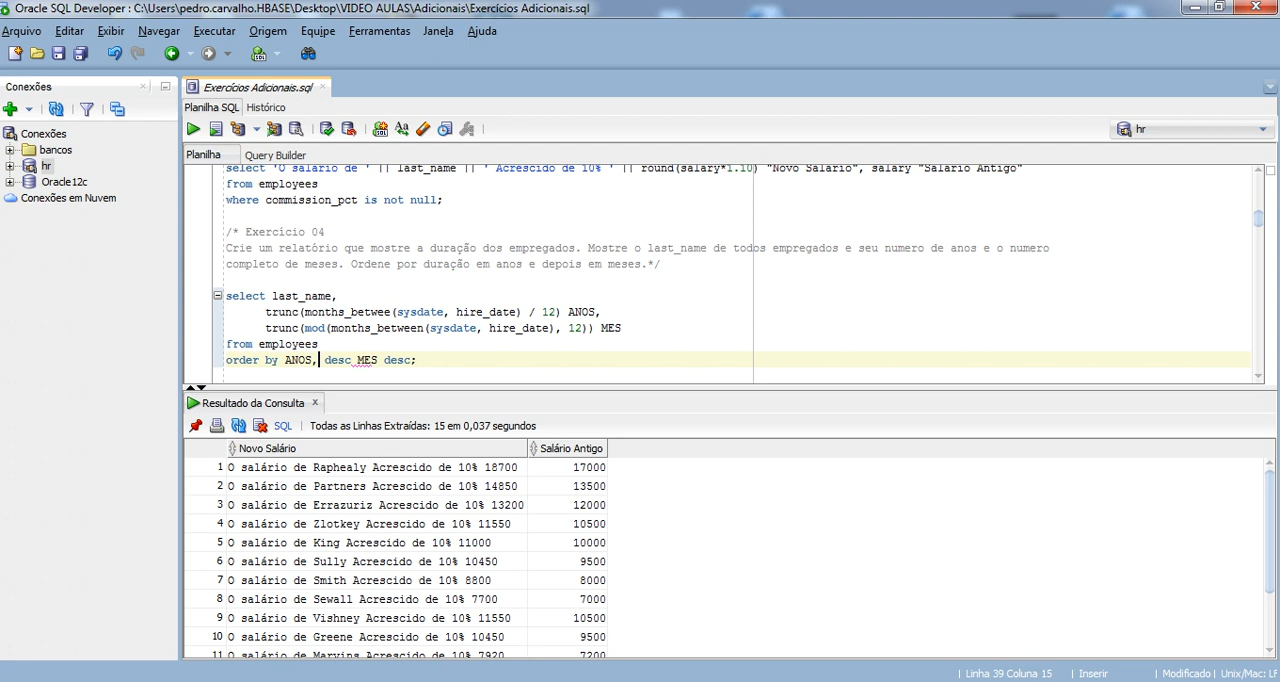 Oracle SQL Developer : C:\Users\pedro.carvalho.HBASE\Desktop\VIDEO AULAS\Adicionais\Exercícios Adicionais.sql
Arquivo Editar Exibir Navegar Executar Origem Equipe Ferramentas Janela Ajuda
Conexões
Exercícios Adicionais.sql
Planilha SQL Histórico
Conexões
hr
bancos
Planilha Query Builder
hr
Oracle12c
Conexões em Nuvem
select 'O salário de ' || last_name || ' Acrescido de 10% ' || round(salary*1.10) "Novo Salário", salary "Salário Antigo"
from employees
where commission_pct is not null;
/* Exercício 04
Crie um relatório que mostre a duração dos empregados. Mostre o last_name de todos empregados e seu numero de anos e o numero
completo de meses. Ordene por duração em anos e depois em meses.*/
select last_name,
trunc(months_betwee(sysdate, hire_date) / 12) ANOS,
trunc(mod(months_between(sysdate, hire_date), 12)) MES
from employees
order by ANOS, desc MES desc;
Resultado da Consulta x
SQL | Todas as Linhas Extraídas: 15 em 0,037 segundos
Novo Salário Salário Antigo
1 O salário de Raphealy Acrescido de 10% 18700 17000
2 O salário de Partners Acrescido de 10% 14850 13500
3 O salário de Errazuriz Acrescido de 10% 13200 12000
4 O salário de Zlotkey Acrescido de 10% 11550 10500
5 O salário de King Acrescido de 10% 11000 10000
6 O salário de Sully Acrescido de 10% 10450 9500
7 O salário de Smith Acrescido de 10% 8800 8000
8 O salário de Sewall Acrescido de 10% 7700 7000
9 O salário de Vishney Acrescido de 10% 11550 10500
10 O salário de Greene Acrescido de 10% 10450 9500
11 O salário de Marvins Acrescido de 10% 7920 7200
Linha 39 Coluna 15 | Inserir | Modificado | Unix/Mac: LF